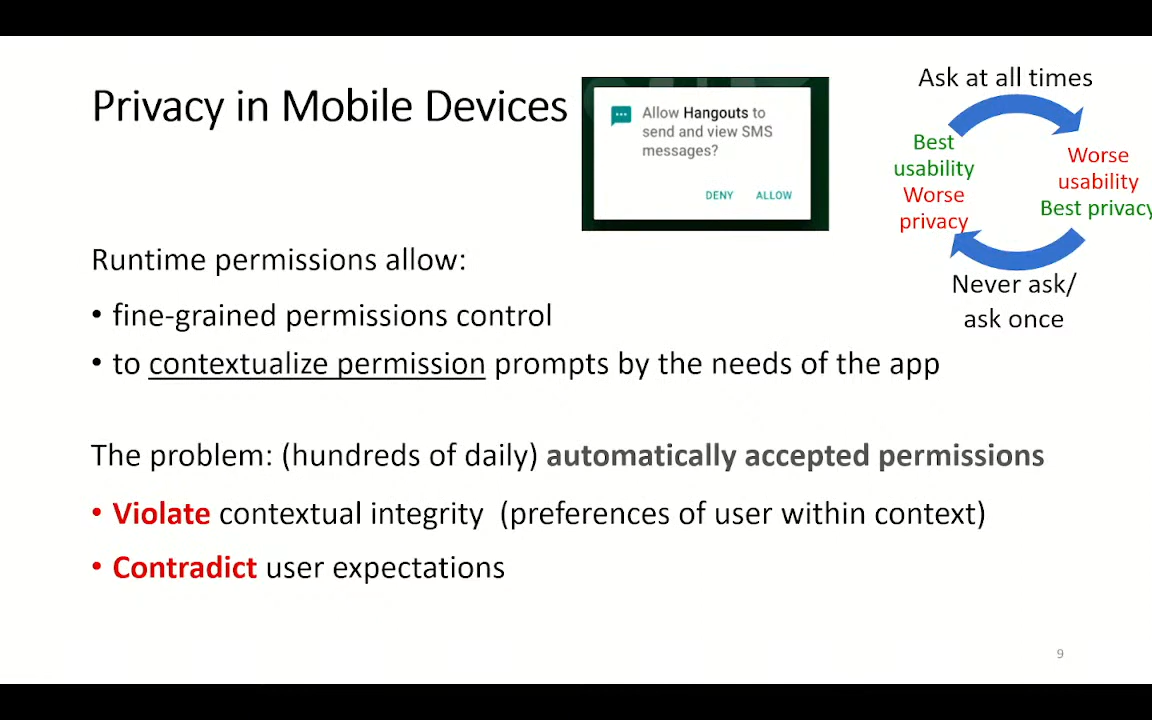 Privacy in Mobile Devices
Allow Hangouts to
send and view SMS
messages?
DENY ALLOW
Ask at all times
Best
usability
Worse
privacy
Worse
usability
Best privacy
Never ask/
ask once
Runtime permissions allow:
• fine-grained permissions control
• to contextualize permission prompts by the needs of the app
The problem: (hundreds of daily) automatically accepted permissions
• Violate contextual integrity (preferences of user within context)
• Contradict user expectations
9